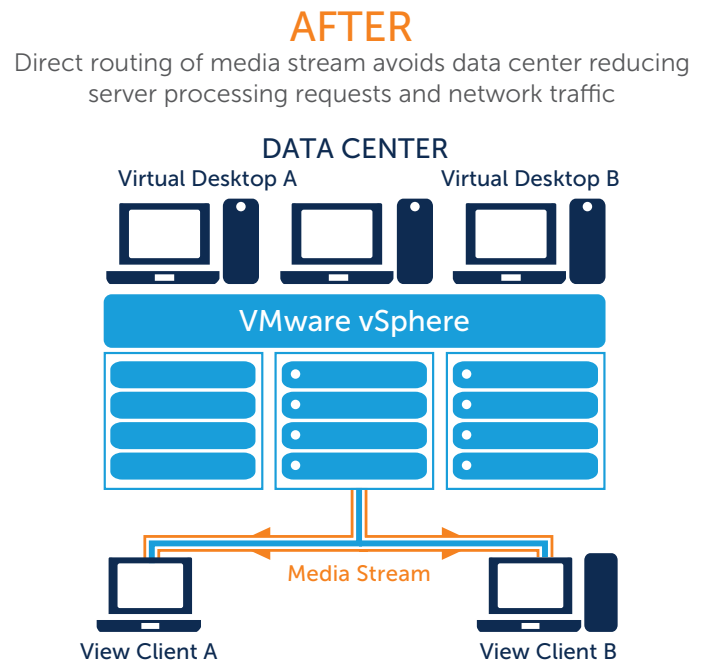 AFTER
Direct routing of media stream avoids data center reducing
server processing requests and network traffic
DATA CENTER
Virtual Desktop A
Virtual Desktop B
VMware vSphere
Media Stream
View Client A
View Client B